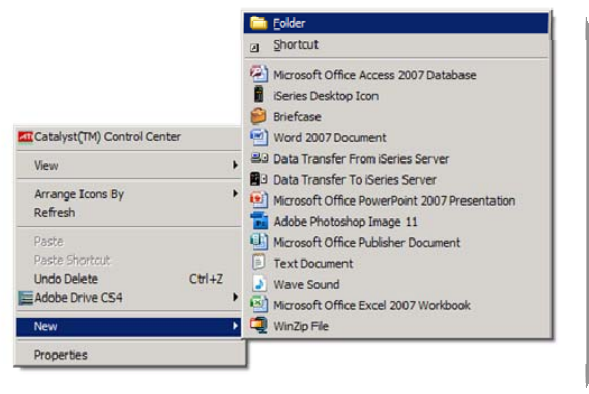 ATI Catalyst(TM) Control Center
View
Arrange Icons By
Refresh
Paste
Paste Shortcut
Undo Delete Ctrl+Z
Adobe Drive CS4
New
Properties
Folder
Shortcut
Microsoft Office Access 2007 Database
iSeries Desktop Icon
Briefcase
Word 2007 Document
Data Transfer From iSeries Server
Data Transfer To iSeries Server
Microsoft Office PowerPoint 2007 Presentation
Adobe Photoshop Image 11
Microsoft Office Publisher Document
Text Document
Wave Sound
Microsoft Office Excel 2007 Workbook
WinZip File